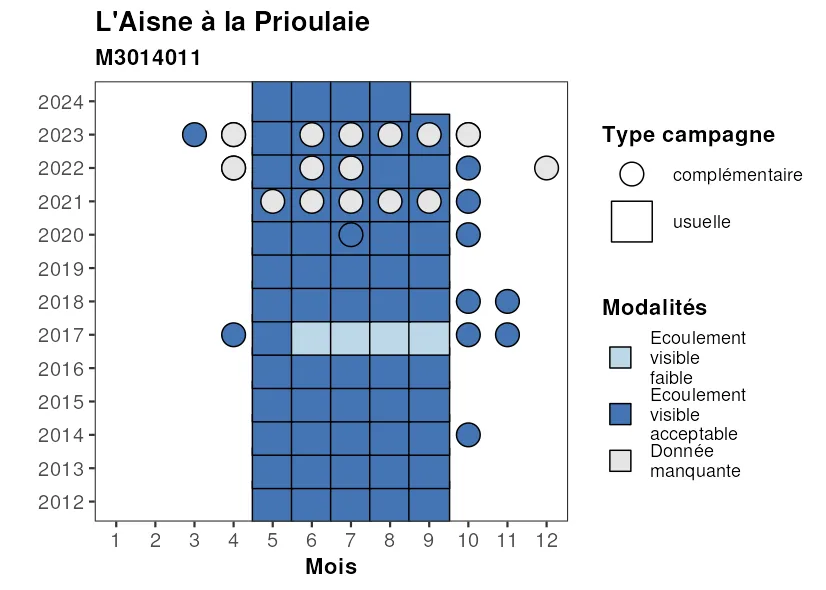 L'Aisne à la Prioulaie
M3014011
2024
2023
2022
2021
2020
2019
2018
2017
2016
2015
2014
2013
2012
1 2 3 4 5 6 7 8 9 10 11 12
Mois
Type campagne
complémentaire
usuelle
Modalités
Ecoulement
visible
faible
Ecoulement
visible
acceptable
Donnée
manquante